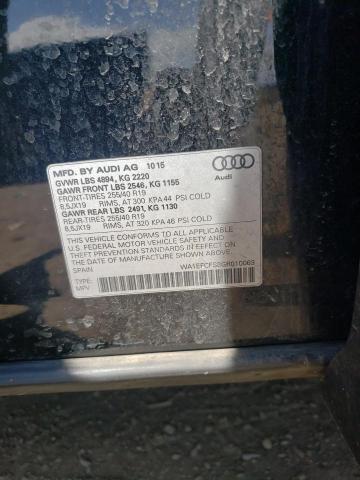 MFD. BY AUDI AG 10 15
GVWR LBS 4894, KG 2220
GAWR FRONT LBS 2546, KG 1155
FRONT-TIRES 255/40 R19
8,5JX19 RIMS, AT 300 KPA 44 PSI COLD
GAWR REAR LBS 2491, KG 1130
REAR-TIRES 255/40 R19
8,5JX19 RIMS, AT 320 KPA 46 PSI COLD
THIS VEHICLE CONFORMS TO ALL APPLICABLE
U.S. FEDERAL MOTOR VEHICLE SAFETY AND
THEFT PREVENTION STANDARDS IN EFFECT ON
THE DATE OF MANUFACTURE SHOWN ABOVE.
SPAIN
TYPE:
MPV
Audi